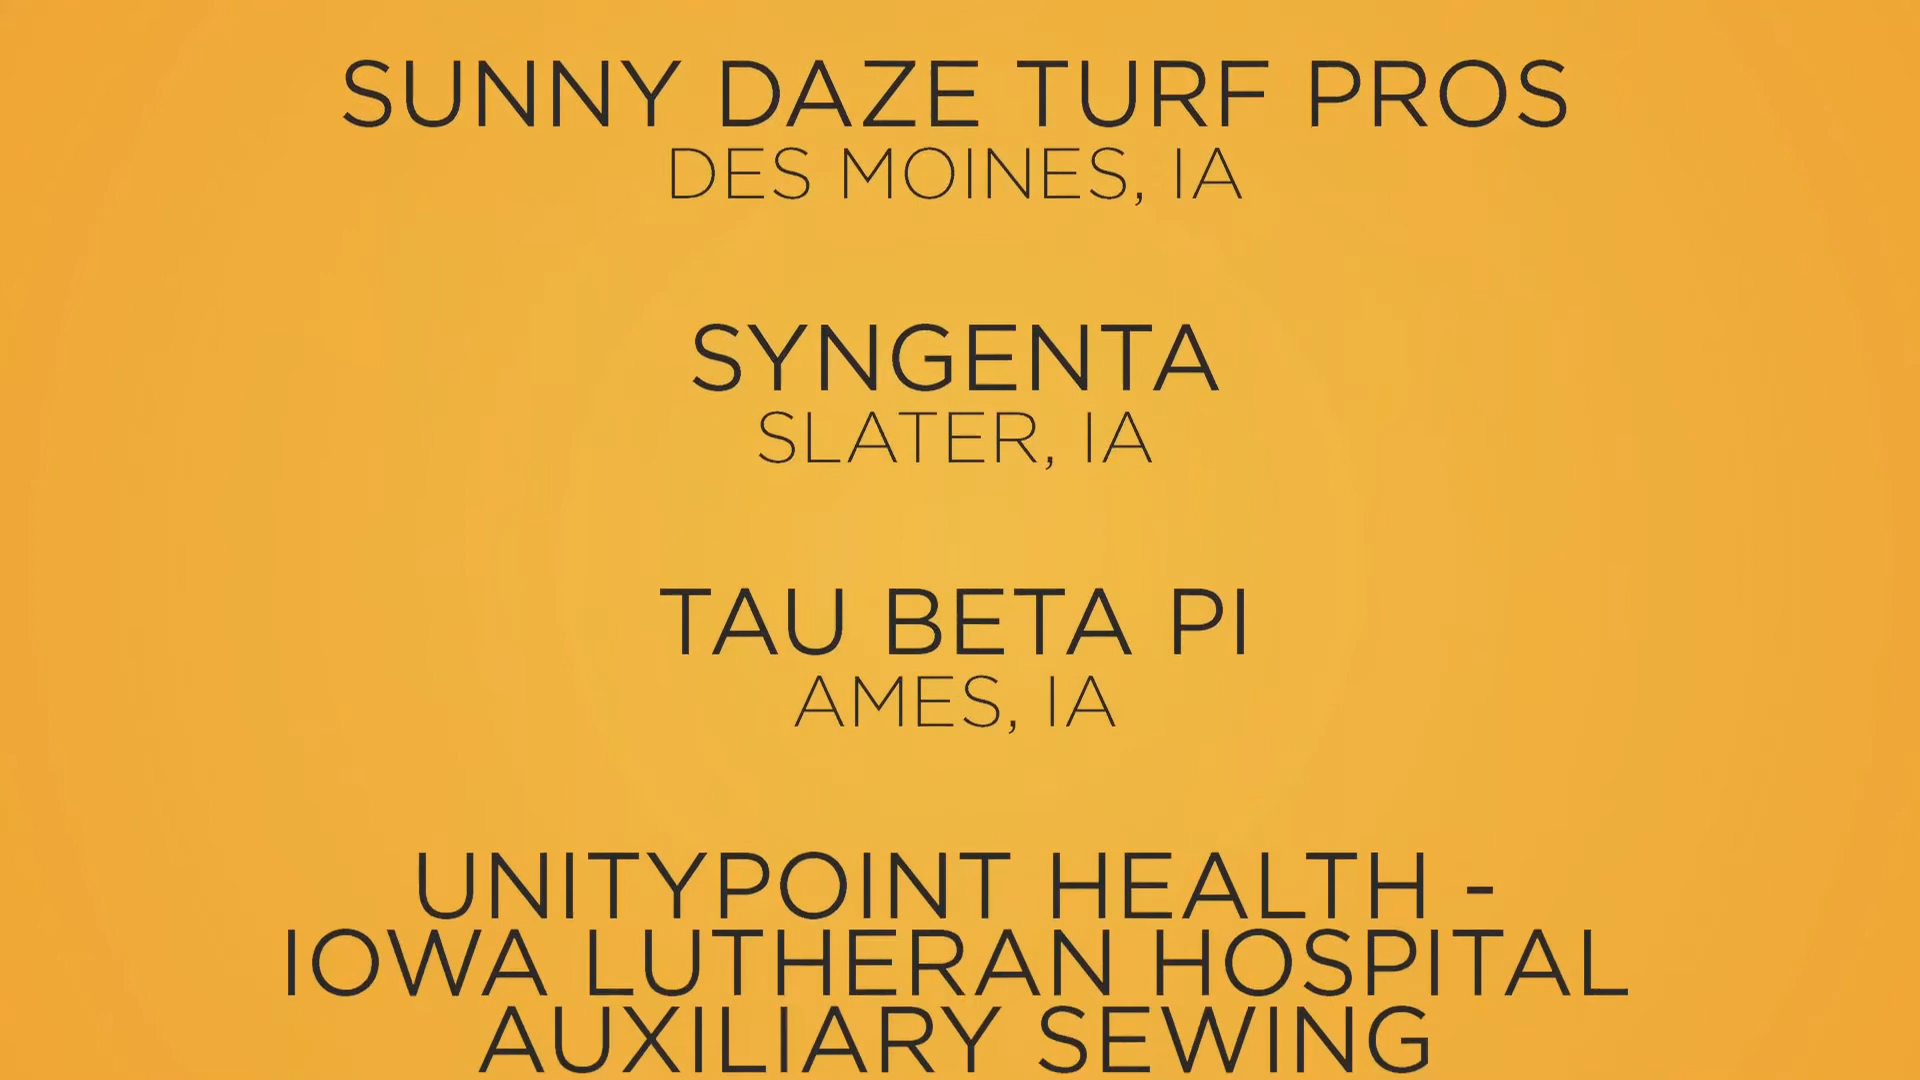 SUNNY DAZE TURF PROS
DES MOINES, IA
SYNGENTA
SLATER, IA
TAU BETA PI
AMES, IA
UNITYPOINT HEALTH -
IOWA LUTHERAN HOSPITAL
AUXILIARY SEWING